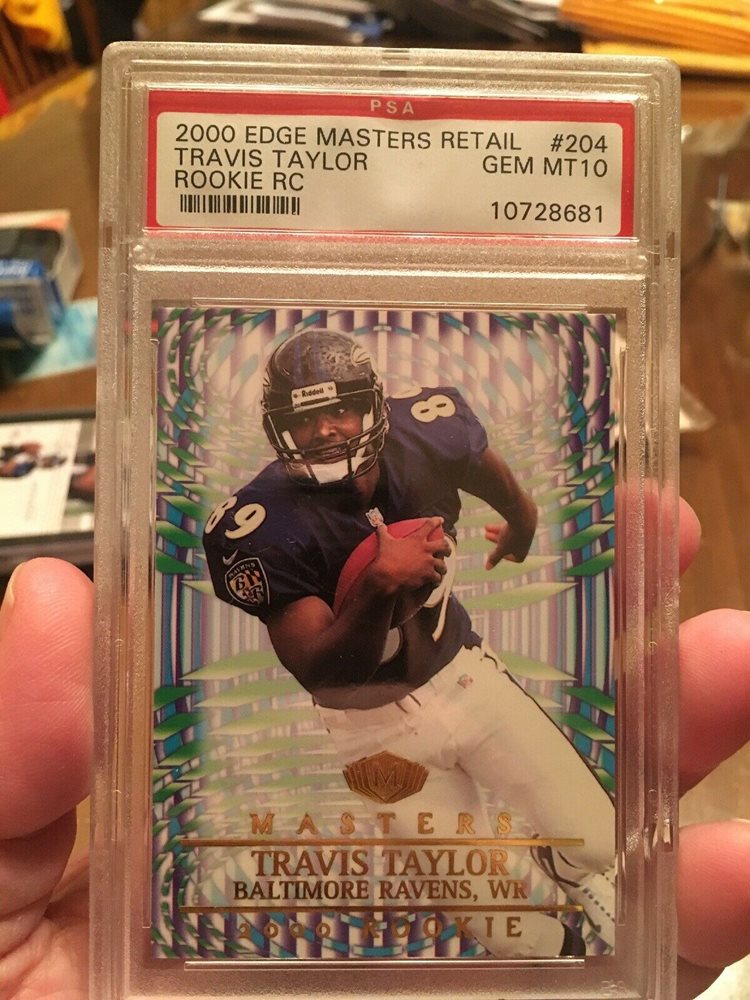 PSA
2000 EDGE MASTERS RETAIL #204
TRAVIS TAYLOR GEM MT10
ROOKIE RC
10728681
Riddell
89
89
RAVENS
M
MASTERS
TRAVIS TAYLOR
BALTIMORE RAVENS, WR
2000 ROOKIE